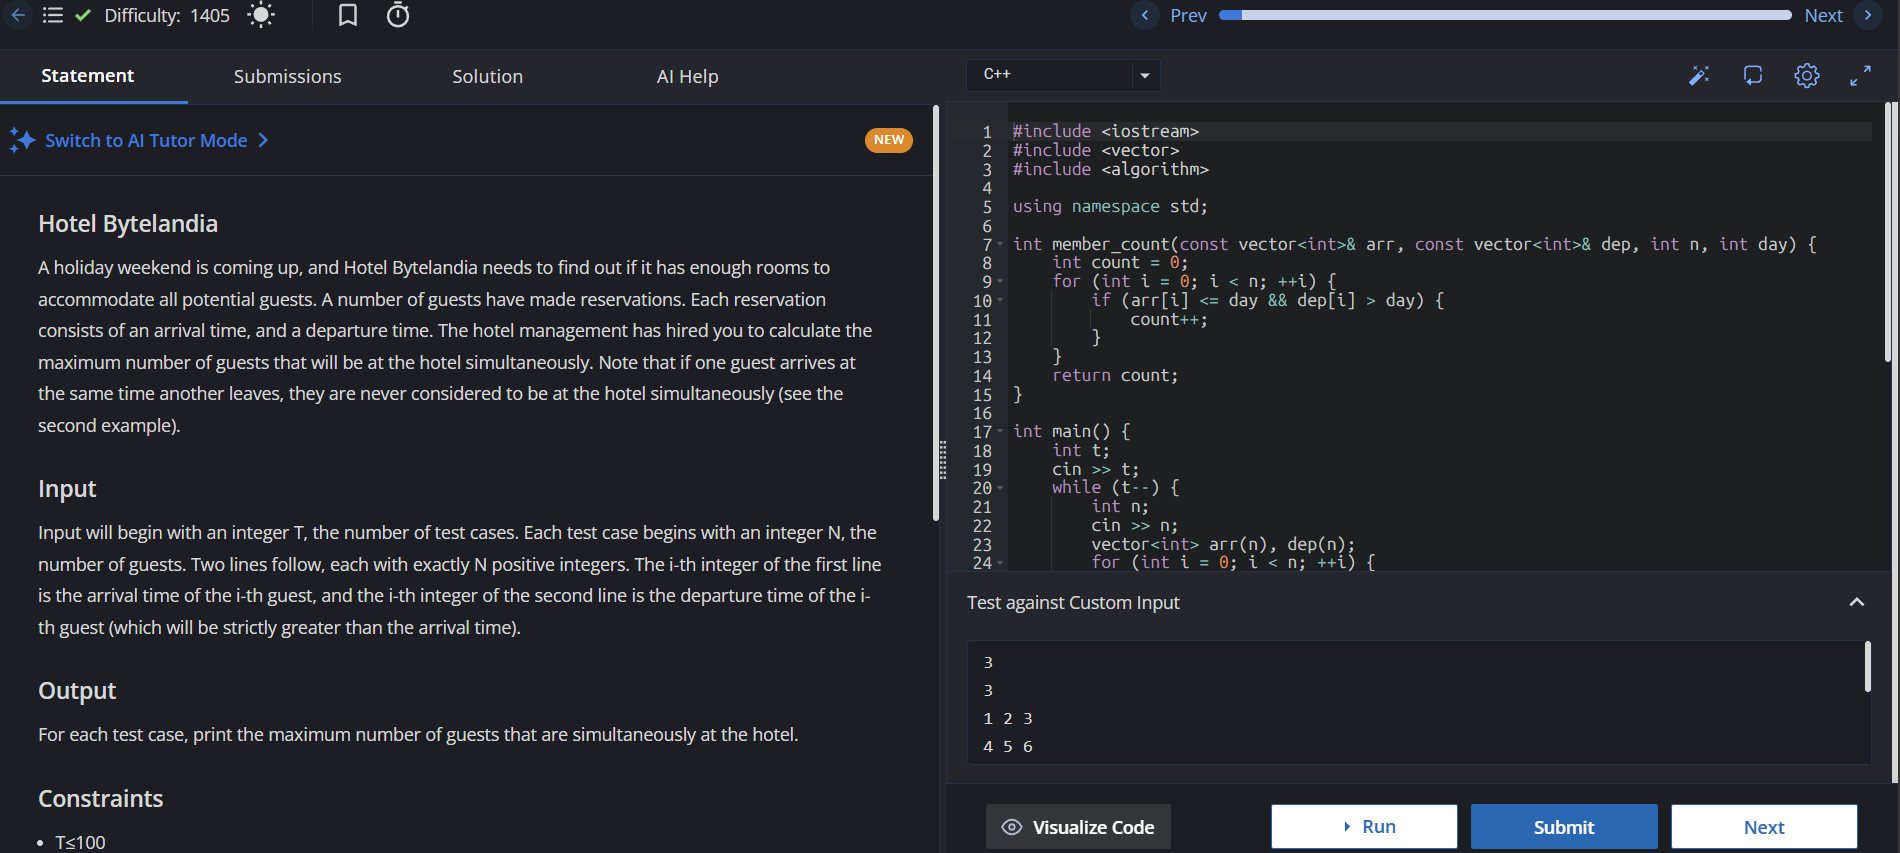 Difficulty: 1405
Prev
Next
Statement
Submissions
Solution
AI Help
Switch to AI Tutor Mode
NEW
Hotel Bytelandia
A holiday weekend is coming up, and Hotel Bytelandia needs to find out if it has enough rooms to
accommodate all potential guests. A number of guests have made reservations. Each reservation
consists of an arrival time, and a departure time. The hotel management has hired you to calculate the
maximum number of guests that will be at the hotel simultaneously. Note that if one guest arrives at
the same time another leaves, they are never considered to be at the hotel simultaneously (see the
second example).
Input
Input will begin with an integer T, the number of test cases. Each test case begins with an integer N, the
number of guests. Two lines follow, each with exactly N positive integers. The i-th integer of the first line
is the arrival time of the i-th guest, and the i-th integer of the second line is the departure time of the i-
th guest (which will be strictly greater than the arrival time).
Output
For each test case, print the maximum number of guests that are simultaneously at the hotel.
Constraints
• T≤100
C++
1 #include <iostream>
2 #include <vector>
3 #include <algorithm>
4
5 using namespace std;
6
7 int member_count(const vector<int>& arr, const vector<int>& dep, int n, int day) {
8     int count = 0;
9     for (int i = 0; i < n; ++i) {
10         if (arr[i] <= day && dep[i] > day) {
11             count++;
12         }
13     }
14     return count;
15 }
16
17 int main() {
18     int t;
19     cin >> t;
20     while (t--) {
21         int n;
22         cin >> n;
23         vector<int> arr(n), dep(n);
24         for (int i = 0; i < n; ++i) {
Test against Custom Input
3
3
1 2 3
4 5 6
Visualize Code
Run
Submit
Next